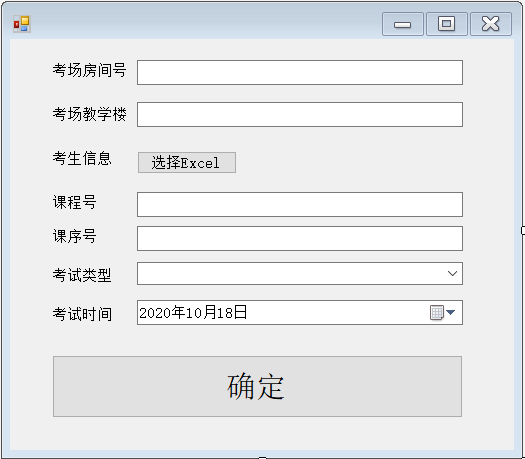 考场房间号
考场教学楼
考生信息 选择Excel
课程号
课序号
考试类型
考试时间 2020年10月18日
确定